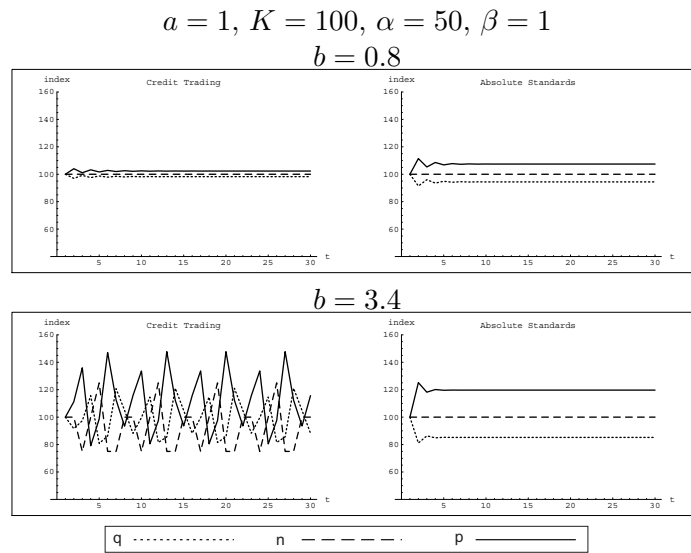 a = 1, K = 100, α = 50, β = 1
b = 0.8
index Credit Trading
160
140
120
100
80
60
5 10 15 20 25 30 t
index Absolute Standards
160
140
120
100
80
60
5 10 15 20 25 30 t
b = 3.4
index Credit Trading
160
140
120
100
80
60
5 10 15 20 25 30 t
index Absolute Standards
160
140
120
100
80
60
5 10 15 20 25 30 t
q n p